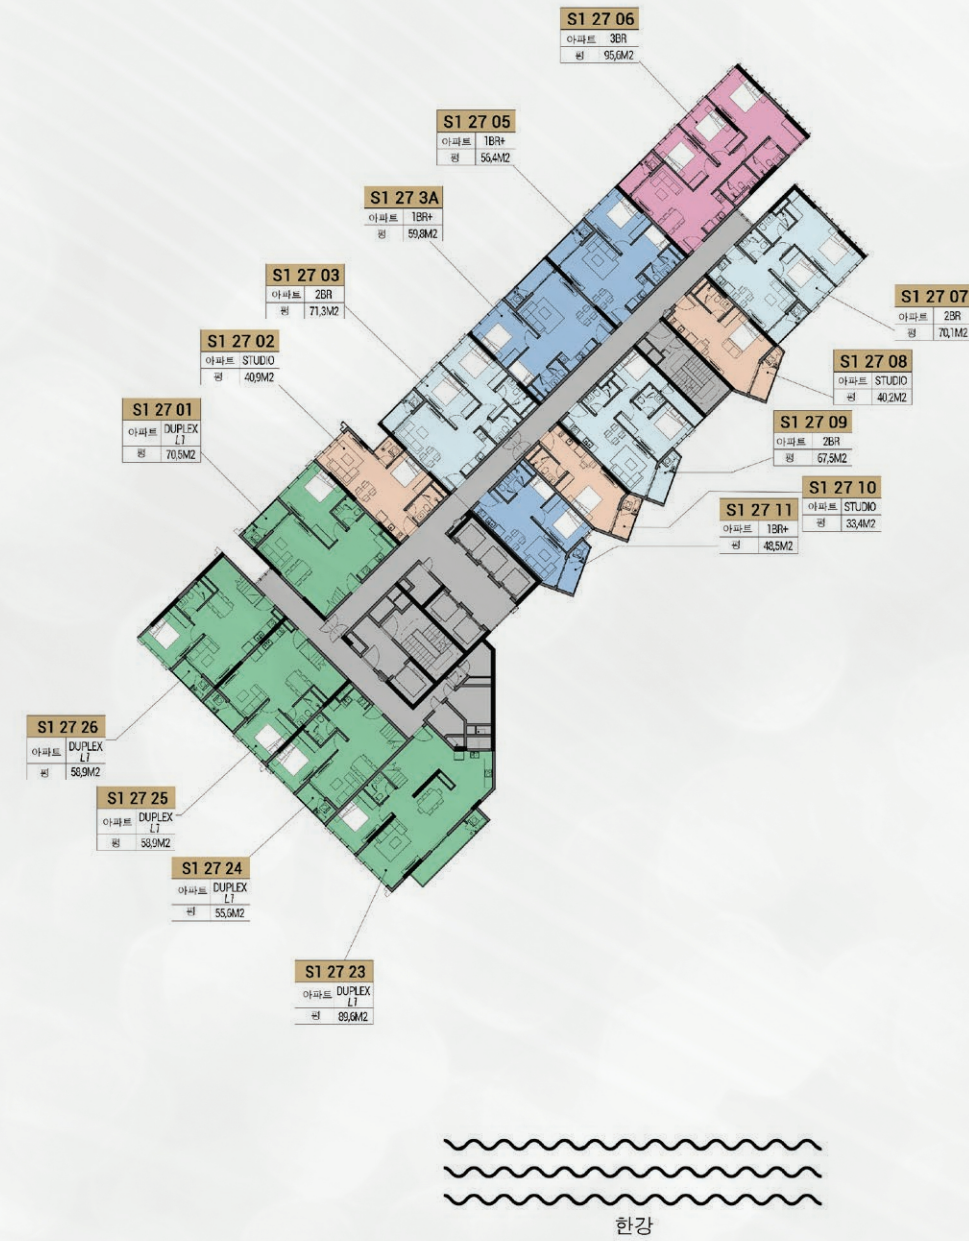 S1 27 06
아파트 3BR
평 95,6M2
S1 27 05
아파트 1BR+
평 56,4M2
S1 27 3A
아파트 1BR+
평 59,8M2
S1 27 03
아파트 2BR
평 71,3M2
S1 27 02
아파트 STUDIO
평 40,9M2
S1 27 01
아파트 DUPLEX
L1
평 70,5M2
S1 27 07
아파트 2BR
평 70,1M2
S1 27 08
아파트 STUDIO
평 40,2M2
S1 27 09
아파트 2BR
평 67,5M2
S1 27 10
아파트 STUDIO
평 33,4M2
S1 27 11
아파트 1BR+
평 48,5M2
S1 27 26
아파트 DUPLEX
L1
평 58,9M2
S1 27 25
아파트 DUPLEX
L1
평 58,9M2
S1 27 24
아파트 DUPLEX
L1
평 55,6M2
S1 27 23
아파트 DUPLEX
L1
평 89,6M2
한강